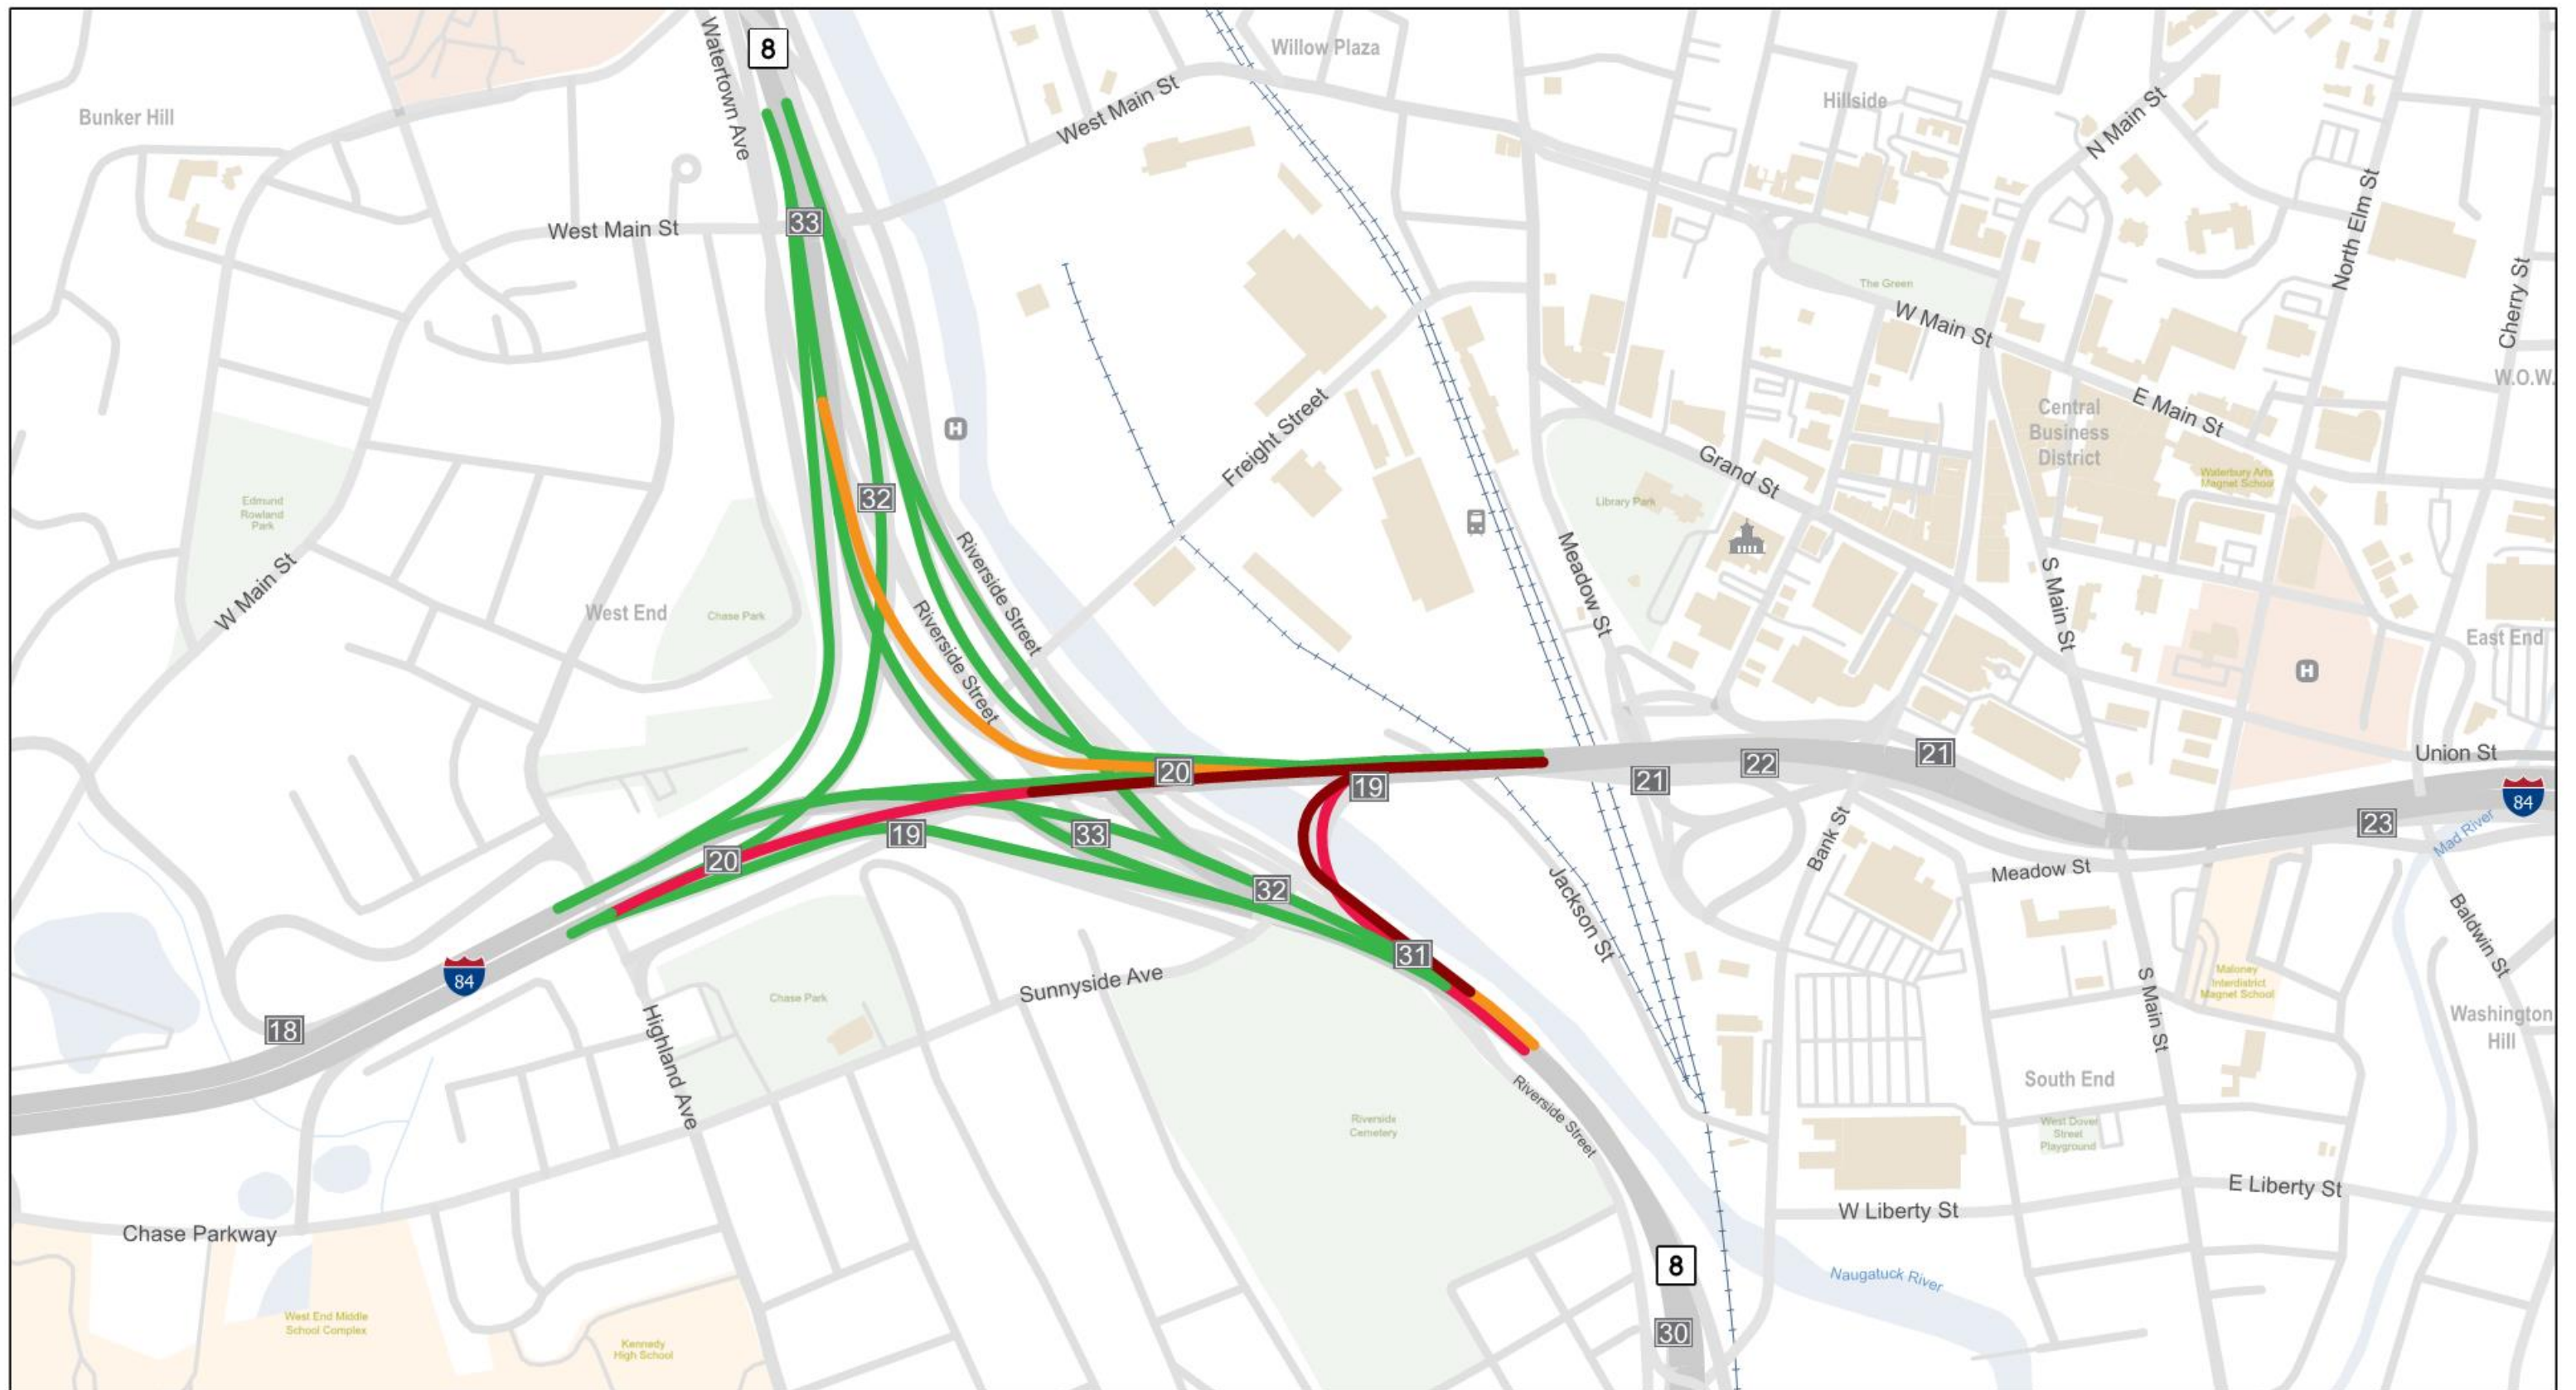 8
Watertown Ave
Willow Plaza
West Main St
Bunker Hill
Hillside
N Main St
33
West Main St
North Elm St
Cherry St
The Green
W Main St
W.O.W.
E Main St
Central
Business
District
H
Freight Street
Grand St
Waterbury Arts
Magnet School
32
Library Park
Edmund
Rowland
Park
Riverside Street
Meadow St
S Main St
W Main St
West End
Chase Park
Riverside Street
East End
H
20
19
21
22
21
Union St
84
23
Mad River
19
33
20
Bank St
Meadow St
32
Jackson St
Baldwin St
31
84
Sunnyside Ave
Chase Park
S Main St
Maloney
Interdistrict
Magnet School
Washington
Hill
18
Highland Ave
South End
Riverside
Cemetery
Riverside Street
West Dover
Street
Playground
E Liberty St
W Liberty St
Chase Parkway
8
Naugatuck River
West End Middle
School Complex
30
Kennedy
High School